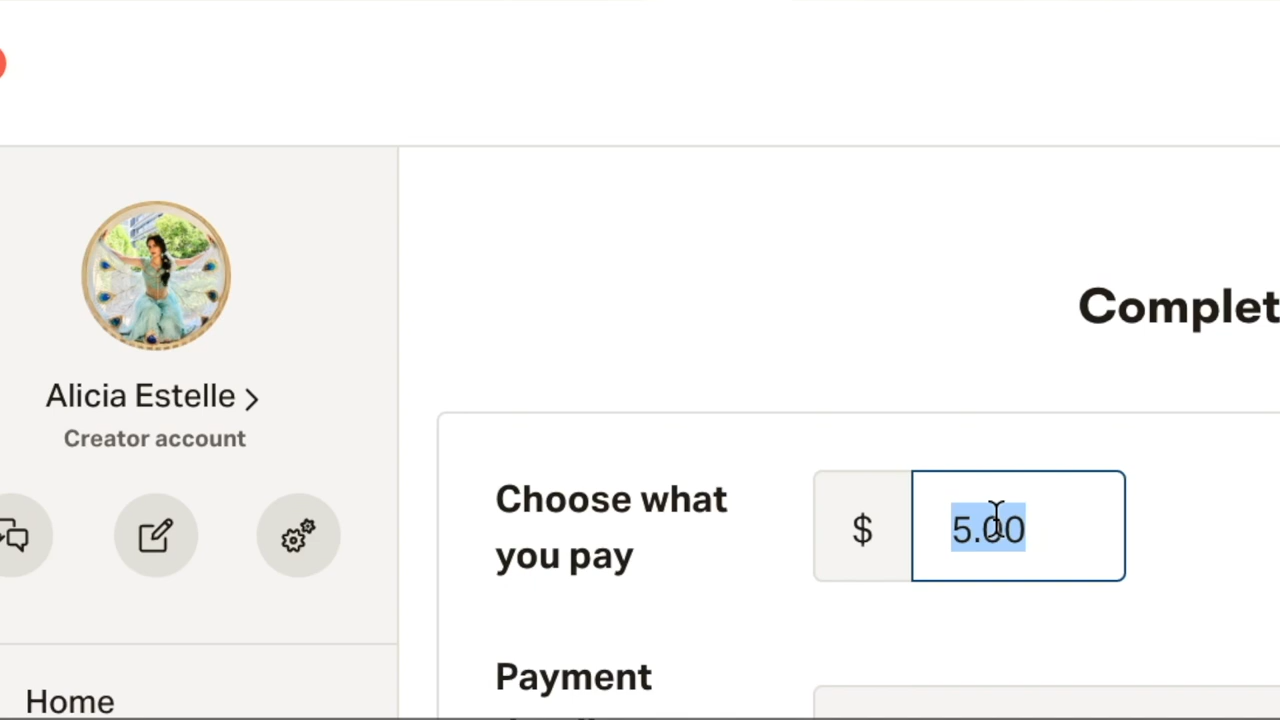 Alicia Estelle
Creator account
Home
Complet
Choose what
you pay
$ 5.00
Payment